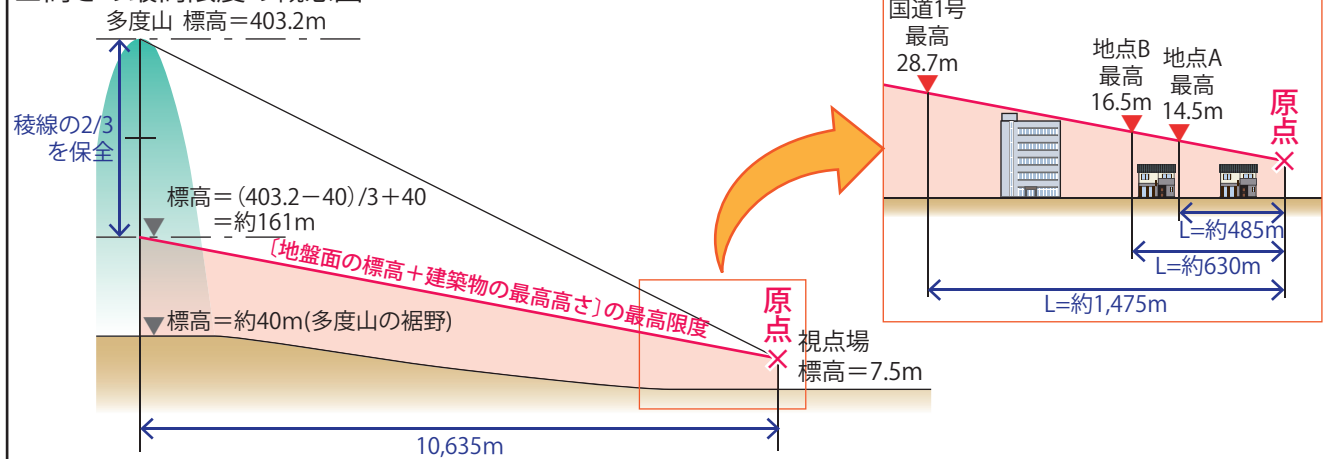 多度山 標高＝403.2m
稜線の2/3
を保全
標高＝(403.2－40)/3＋40
＝約161m
〔地盤面の標高＋建築物の最高高さ〕の最高限度
標高＝約40m(多度山の裾野)
原点
視点場
標高＝7.5m
10,635m
国道1号
最高
28.7m
地点B
最高
16.5m
地点A
最高
14.5m
原点
L=約485m
L=約630m
L=約1,475m